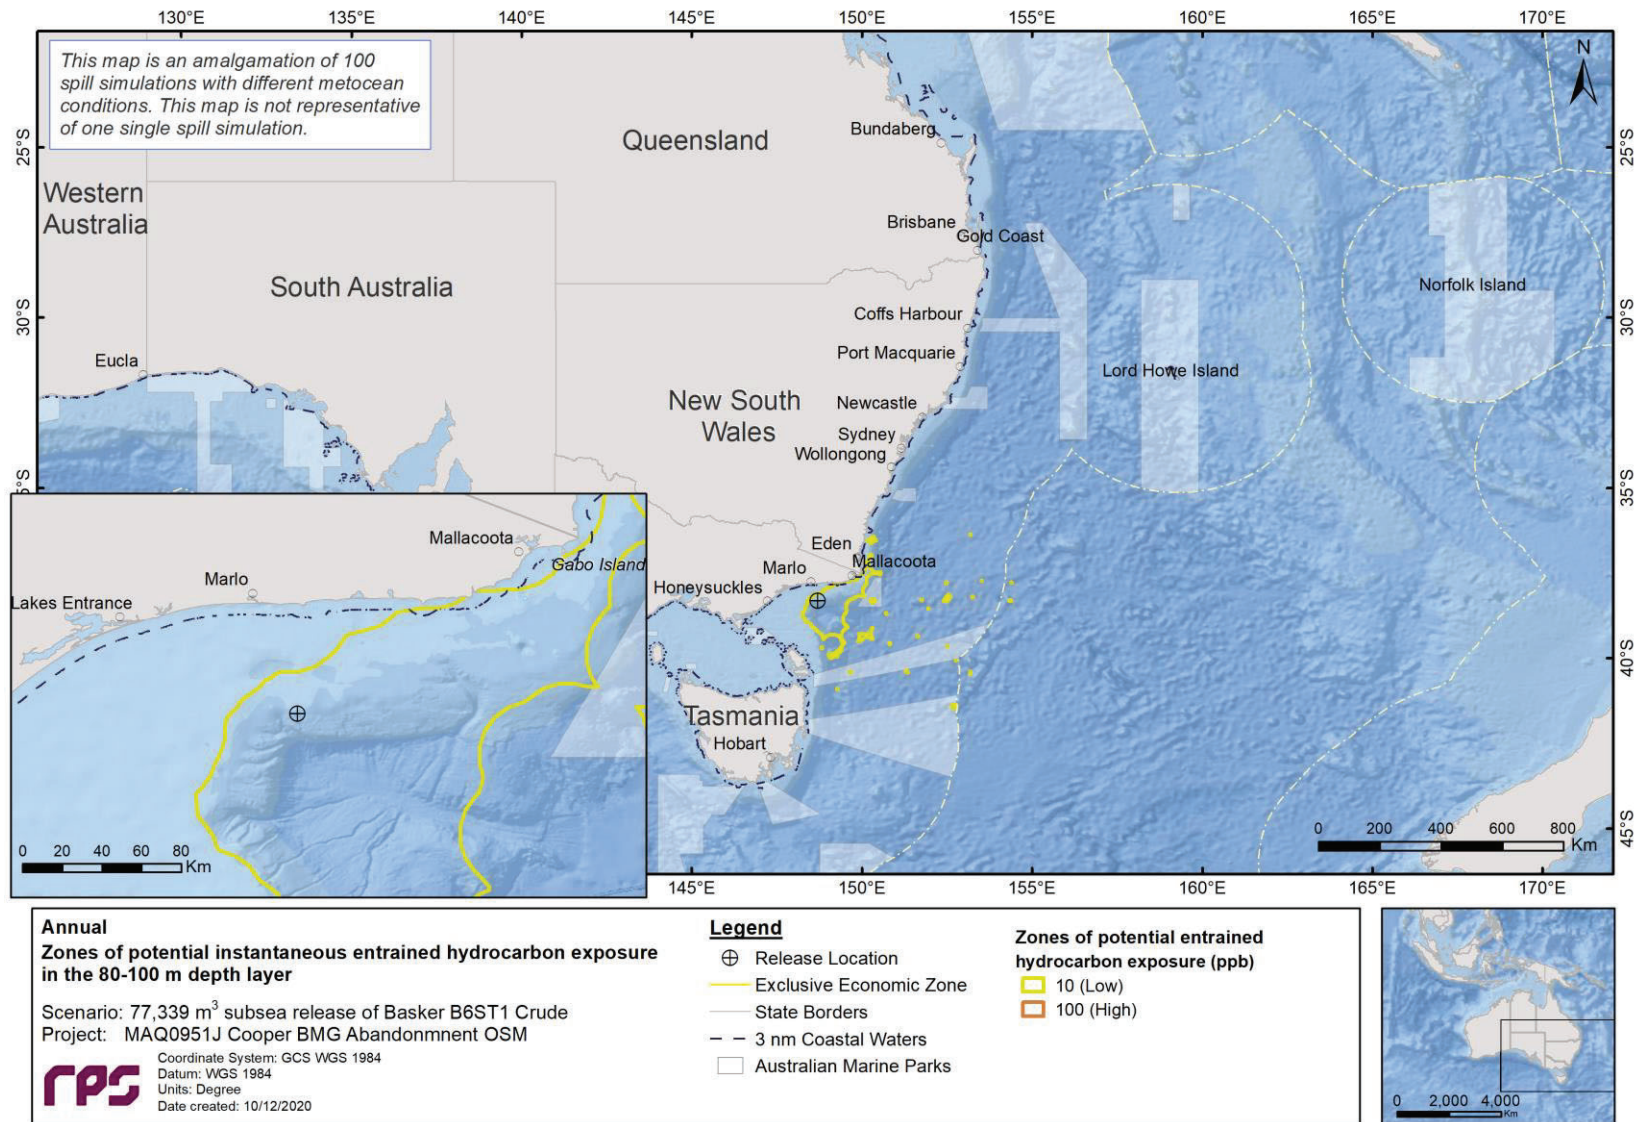 130°E 135°E 140°E 145°E 150°E 155°E 160°E 165°E 170°E
This map is an amalgamation of 100
spill simulations with different metocean
conditions. This map is not representative
of one single spill simulation.
N
25°S
25°S
Queensland
Bundaberg
Western
Australia
Brisbane
Gold Coast
South Australia
Norfolk Island
30°S
30°S
Coffs Harbour
Port Macquarie
Eucla
Lord Howe Island
New South
Wales
Newcastle
Sydney
Wollongong
5°S
35°S
Eden
Mallacoota
Marlo
Honeysuckles
40°S
Tasmania
Hobart
45°S
Mallacoota
Gabo Island
Marlo
Lakes Entrance
0 20 40 60 80
Km
0 200 400 600 800
Km
145°E 150°E 155°E 160°E 165°E 170°E
Annual
Zones of potential instantaneous entrained hydrocarbon exposure
in the 80-100 m depth layer
Scenario: 77,339 m³ subsea release of Basker B6ST1 Crude
Project: MAQ0951J Cooper BMG Abandonmnent OSM
rps
Coordinate System: GCS WGS 1984
Datum: WGS 1984
Units: Degree
Date created: 10/12/2020
Legend
Release Location
Exclusive Economic Zone
State Borders
3 nm Coastal Waters
Australian Marine Parks
Zones of potential entrained
hydrocarbon exposure (ppb)
10 (Low)
100 (High)
0 2,000 4,000
Km